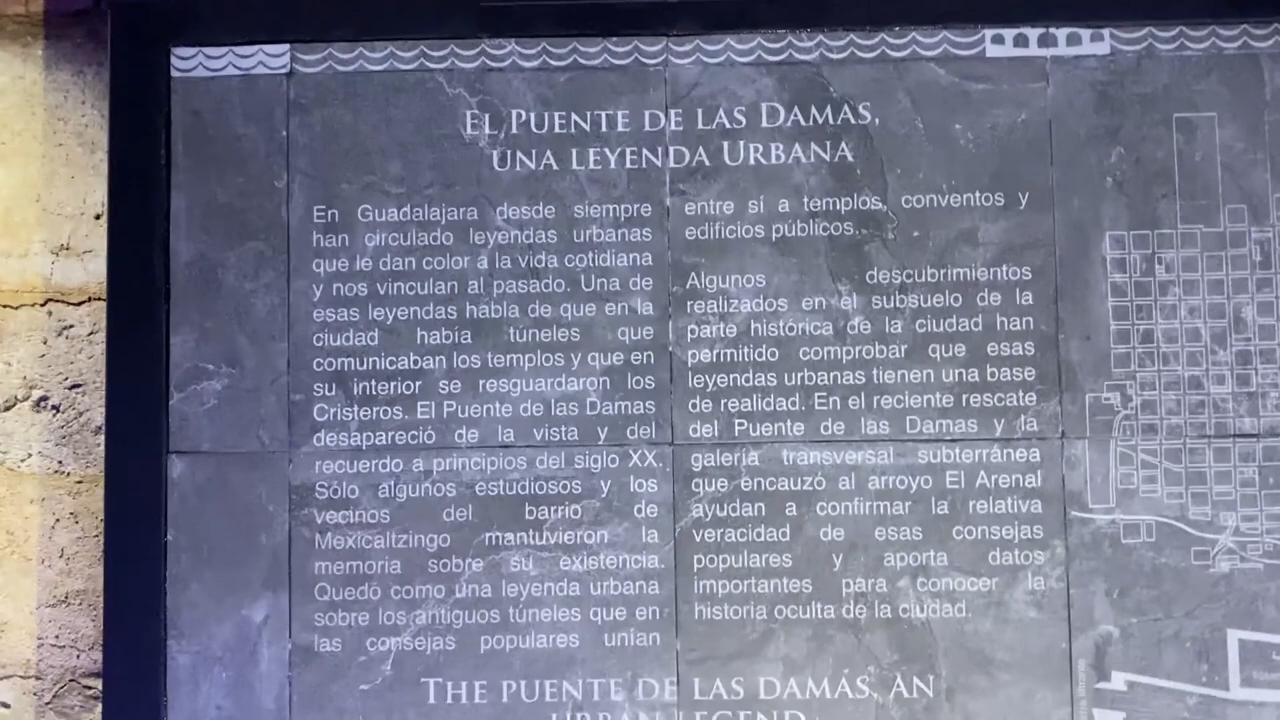 EL PUENTE DE LAS DAMAS,
UNA LEYENDA URBANA
En Guadalajara desde siempre
han circulado leyendas urbanas
que le dan color a la vida cotidiana
y nos vinculan al pasado. Una de
esas leyendas habla de que en la
ciudad había túneles que
comunicaban los templos y que en
su interior se resguardaron los
Cristeros. El Puente de las Damas
desapareció de la vista y del
recuerdo a principios del siglo XX.
Sólo algunos estudiosos y los
vecinos del barrio de
Mexicaltzingo mantuvieron la
memoria sobre su existencia.
Quedó como una leyenda urbana
sobre los antiguos túneles que en
las consejas populares unían
entre sí a templos, conventos y
edificios públicos.
Algunos descubrimientos
realizados en el subsuelo de la
parte histórica de la ciudad han
permitido comprobar que esas
leyendas urbanas tienen una base
de realidad. En el reciente rescate
del Puente de las Damas y la
galería transversal subterránea
que encauzó al arroyo El Arenal
ayudan a confirmar la relativa
veracidad de esas consejas
populares y aporta datos
importantes para conocer la
historia oculta de la ciudad.
THE PUENTE DE LAS DAMAS, AN
URBAN LEGEND